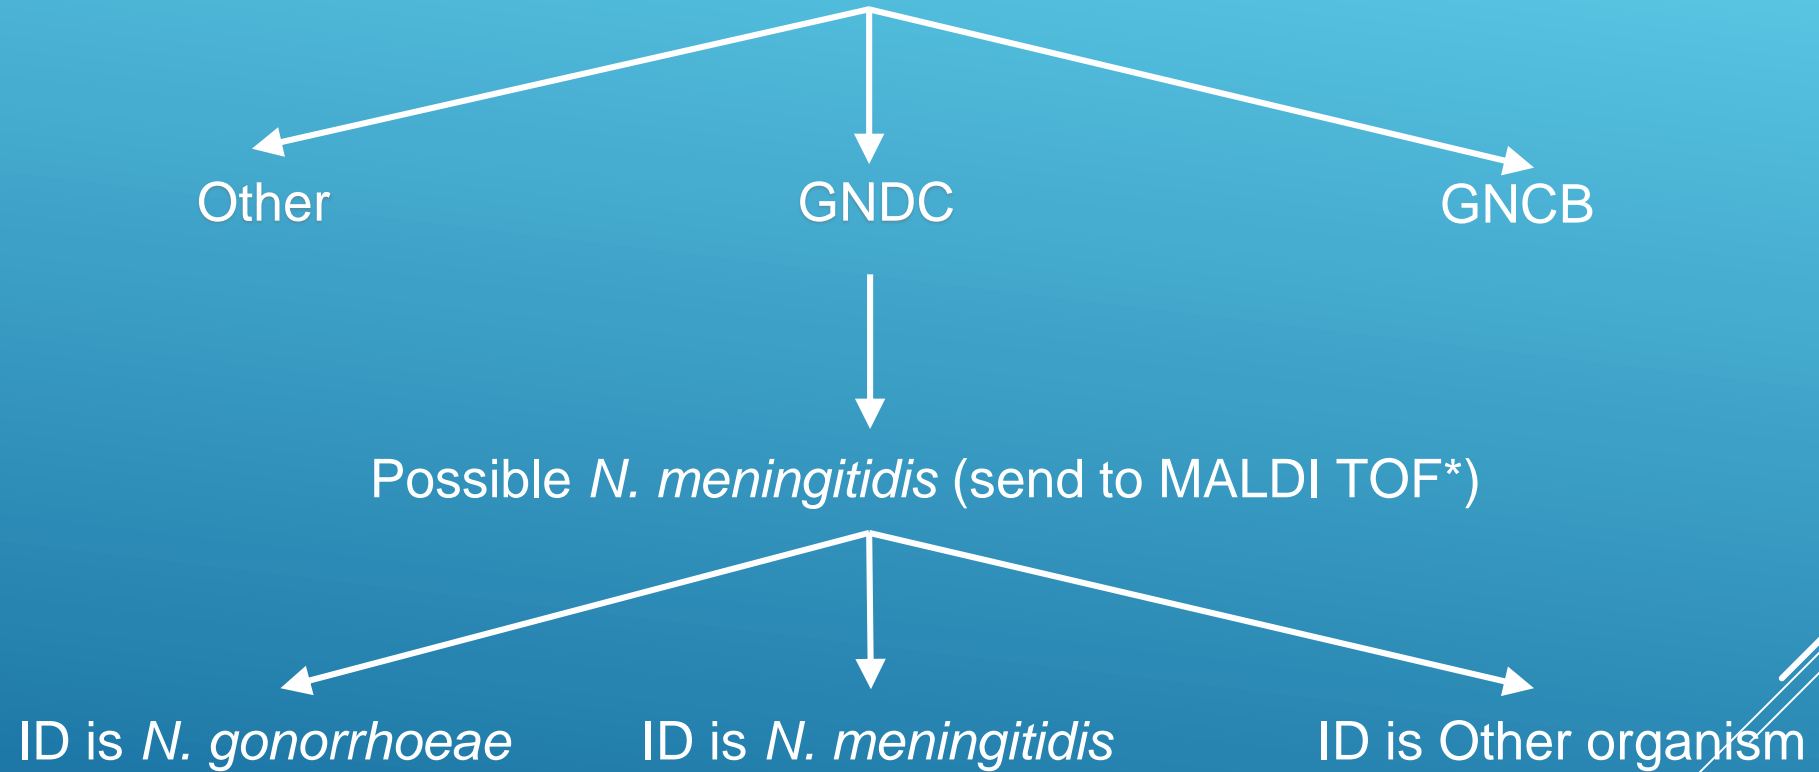 Other
GNDC
GNCB
Possible N. meningitidis (send to MALDI TOF*)
ID is N. gonorrhoeae
ID is N. meningitidis
ID is Other organism